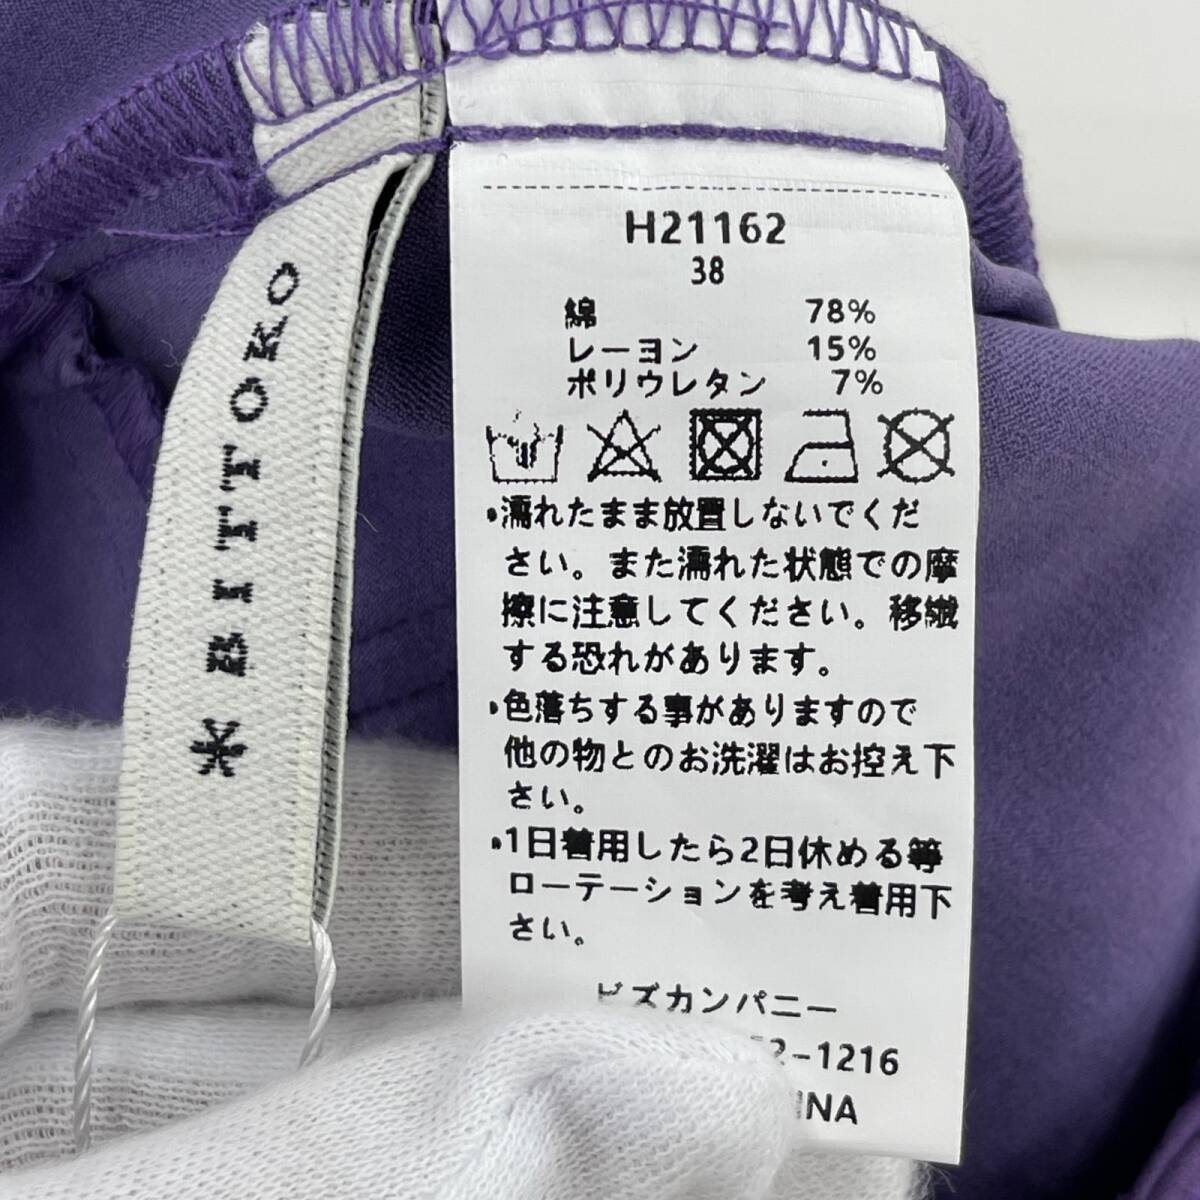 BITTOKO
H21162
38
綿 78%
レーヨン 15%
ポリウレタン 7%
•濡れたまま放置しないでくだ
さい。また濡れた状態での摩
擦に注意してください。移織
する恐れがあります。
•色落ちする事がありますので
他の物とのお洗濯はお控え下
さい。
•1日着用したら2日休める等
ローテーションを考え着用下
さい。
ビズカンパニー
2-1216
INA